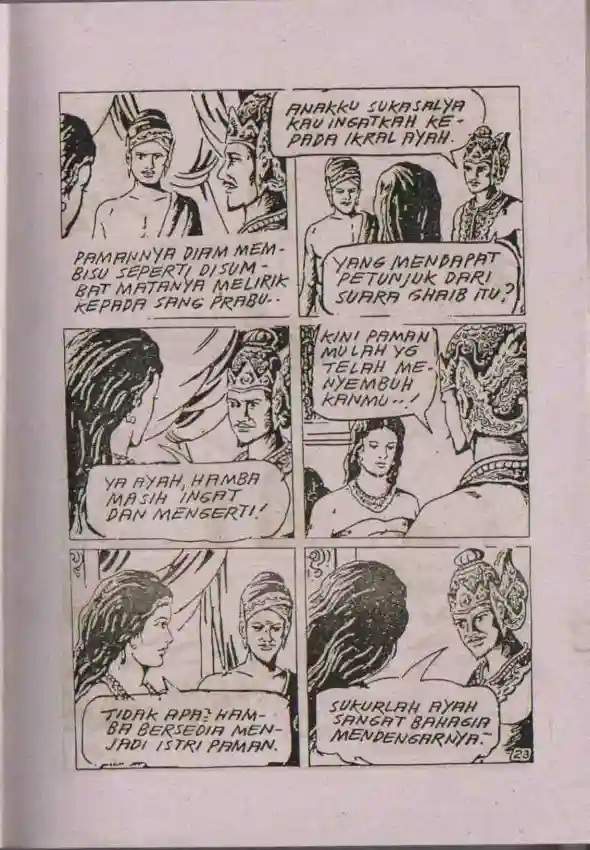 PAMANNYA DIAM MEM-
BISU SEPERTI DISUM-
BAT MATANYA MELIRIK
KEPADA SANG PRABU..
ANAKKU SUKASALYA
KAU INGATKAH KE-
PADA IKRAL AYAH.
YANG MENDAPAT
PETUNJUK DARI
SUARA GHAIB ITU?
YA AYAH, HAMBA
MASIH INGAT
DAN MENGERTI!
KINI PAMAN
MULAH YG
TELAH ME-
NYEMBUH
KANMU...!
TIDAK APA? HAM-
BA BERSEDIA MEN-
JADI ISTRI PAMAN.
SUKURLAH AYAH
SANGAT BAHAGIA
MENDENGARNYA.~
23